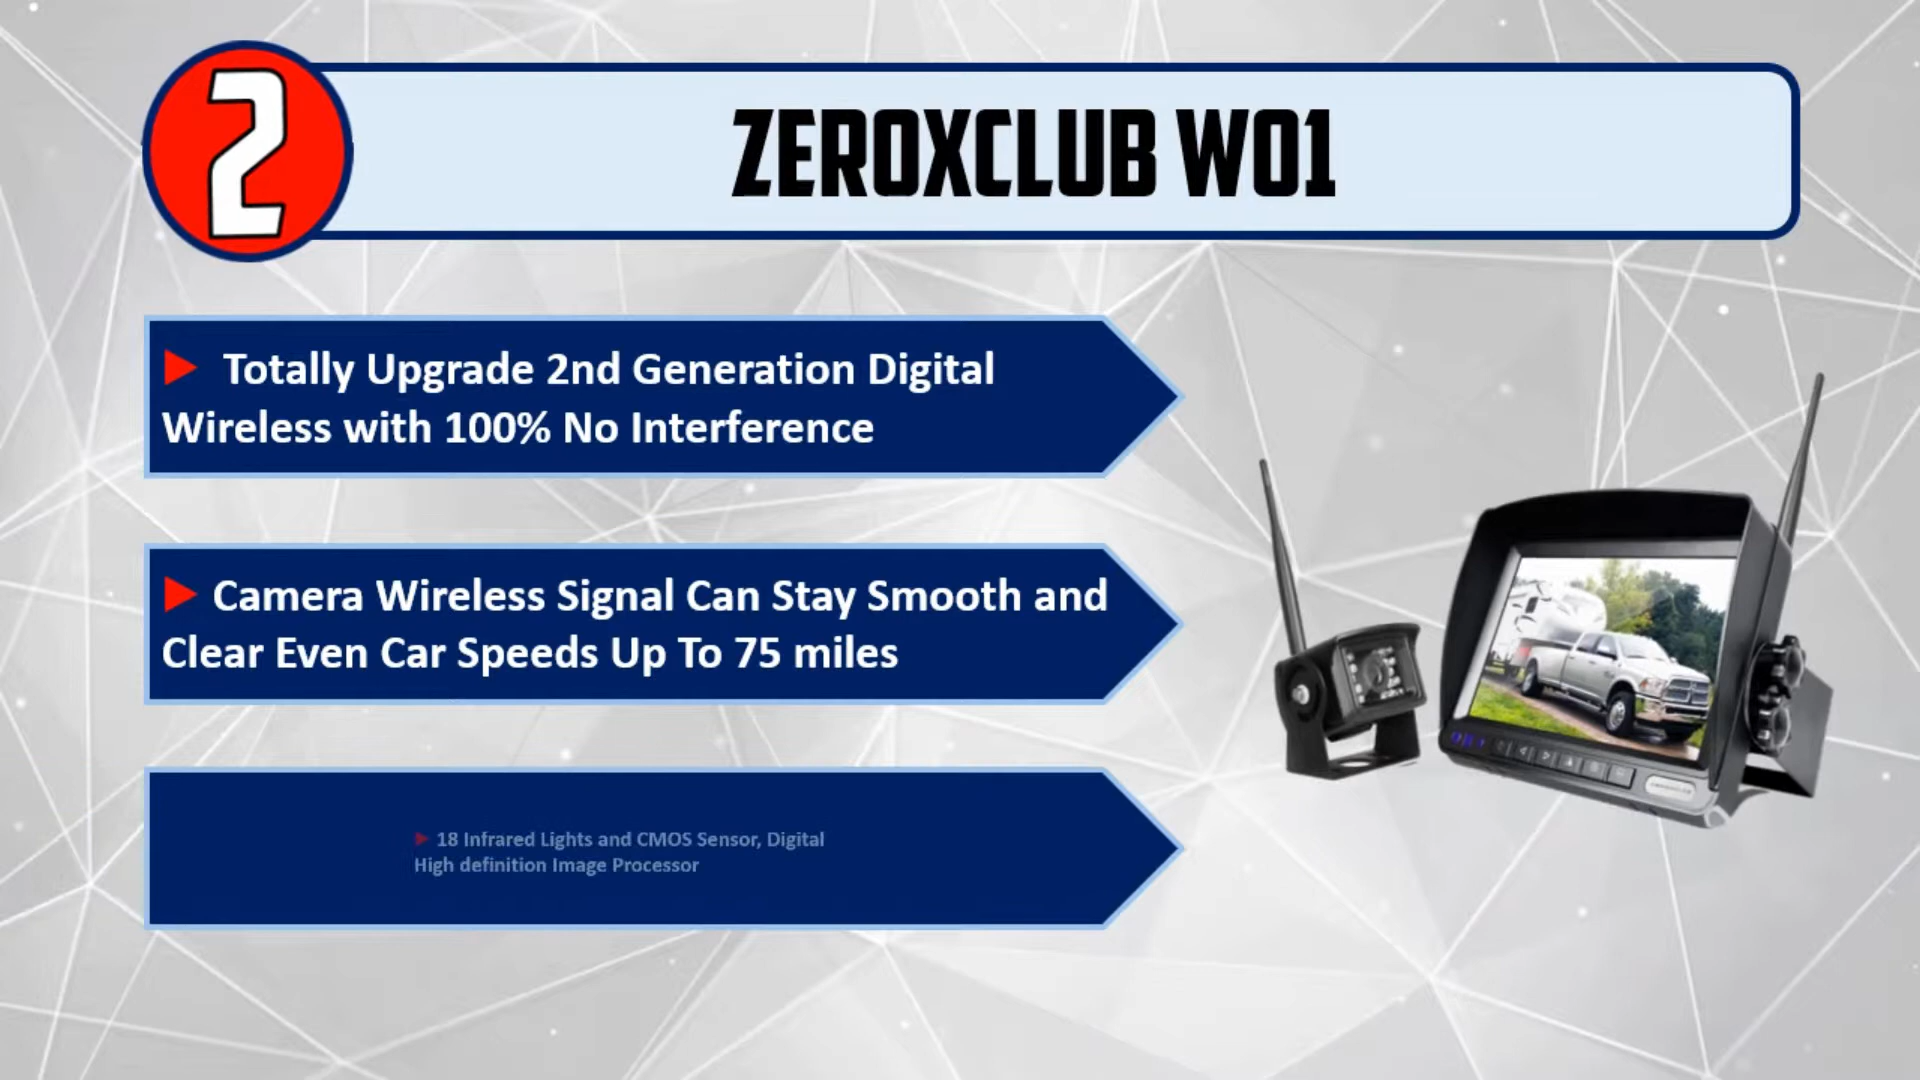 2
ZEROXCLUB W01
Totally Upgrade 2nd Generation Digital
Wireless with 100% No Interference
Camera Wireless Signal Can Stay Smooth and
Clear Even Car Speeds Up To 75 miles
18 Infrared Lights and CMOS Sensor, Digital
High definition Image Processor